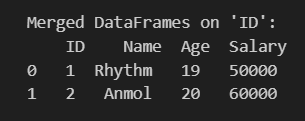 Merged DataFrames on 'ID':
ID Name Age Salary
0 1 Rhythm 19 50000
1 2 Anmol 20 60000